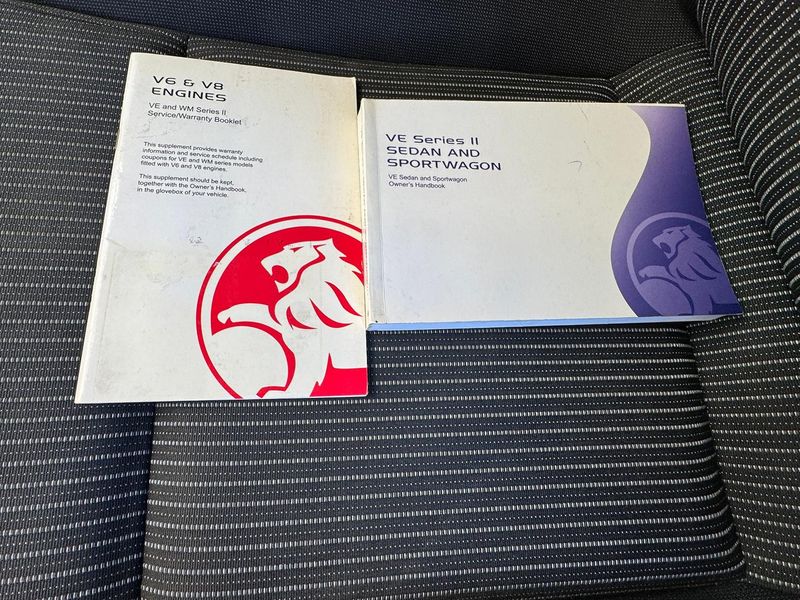 V6 & V8
ENGINES
VE and WM Series II
Service/Warranty Booklet
This supplement provides warranty
information and service schedule including
coupons for VE and WM series models
fitted with V6 and V8 engines.
This supplement should be kept,
together with the Owner's Handbook,
in the glovebox of your vehicle.
VE Series II
SEDAN AND
SPORTWAGON
VE Sedan and Sportwagon
Owner's Handbook